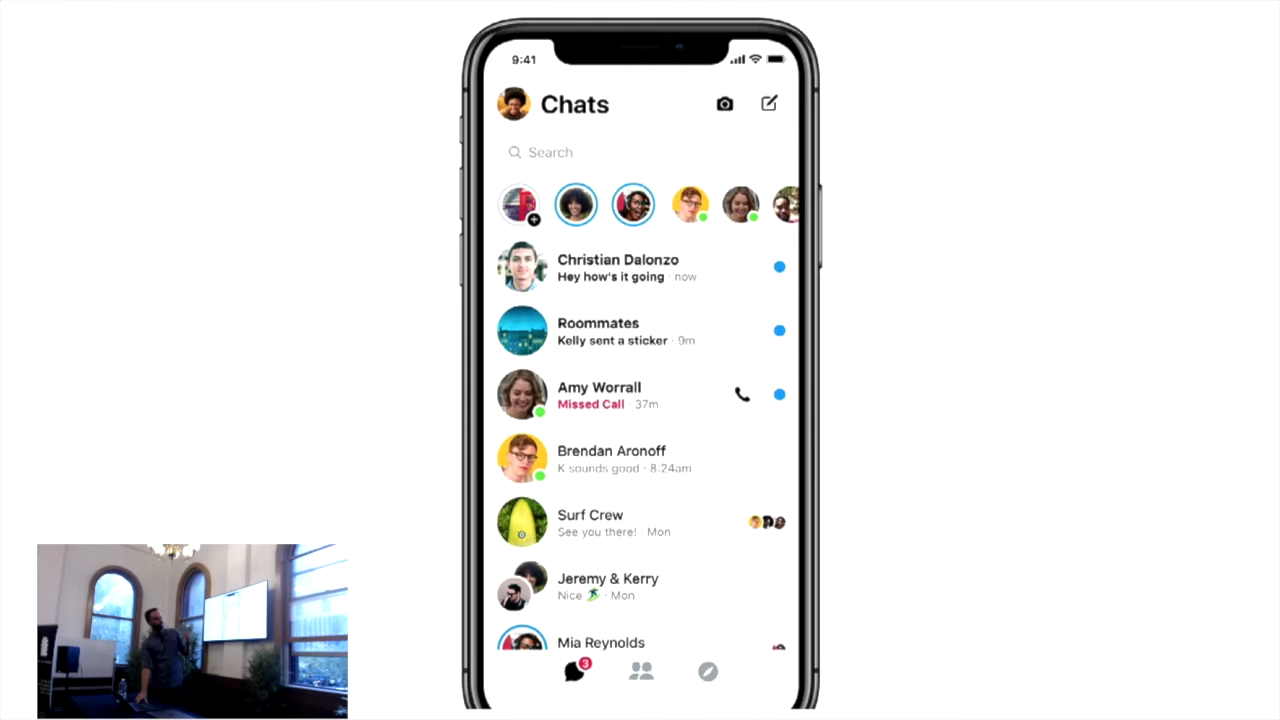 9:41
Chats
Search
Christian Dalonzo
Hey how's it going · now
Roommates
Kelly sent a sticker · 9m
Amy Worrall
Missed Call · 37m
Brendan Aronoff
K sounds good · 8:24am
Surf Crew
See you there! · Mon
Jeremy & Kerry
Nice 🏄 · Mon
Mia Reynolds
3